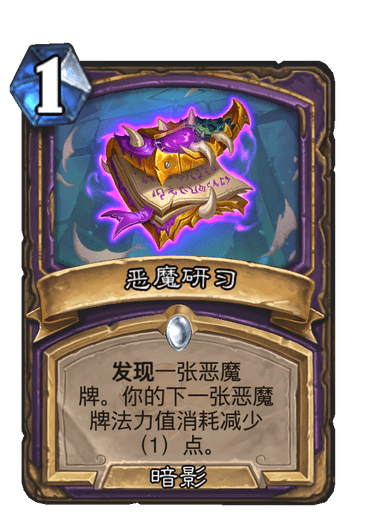 1
恶魔研习
发现一张恶魔
牌。你的下一张恶魔
牌法力值消耗减少
（1）点。
暗影